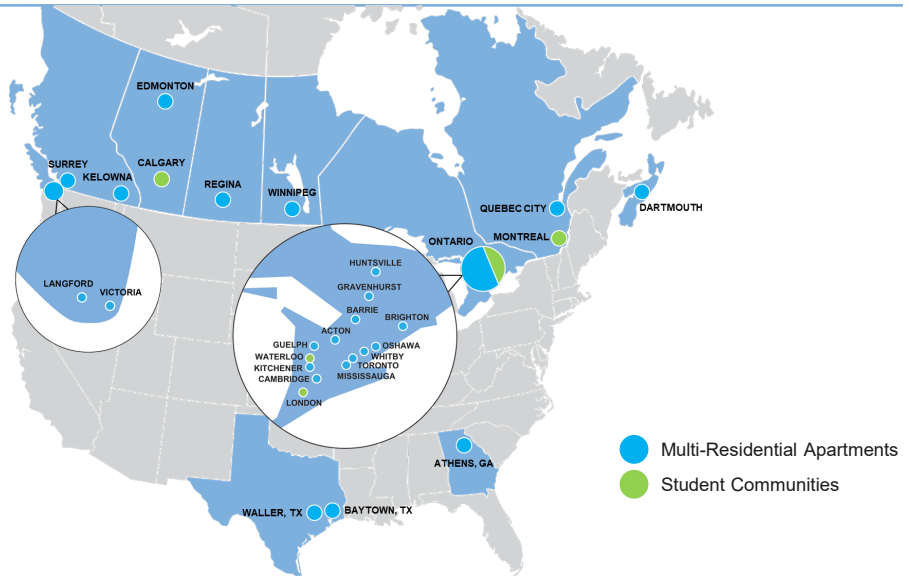 EDMONTON
SURREY
KELOWNA
CALGARY
REGINA
WINNIPEG
QUEBEC CITY
DARTMOUTH
MONTREAL
ONTARIO
LANGFORD
VICTORIA
HUNTSVILLE
GRAVENHURST
BARRIE
BRIGHTON
ACTON
GUELPH
OSHAWA
WATERLOO
WHITBY
KITCHENER
TORONTO
CAMBRIDGE
MISSISSAUGA
LONDON
ATHENS, GA
WALLER, TX
BAYTOWN, TX
Multi-Residential Apartments
Student Communities